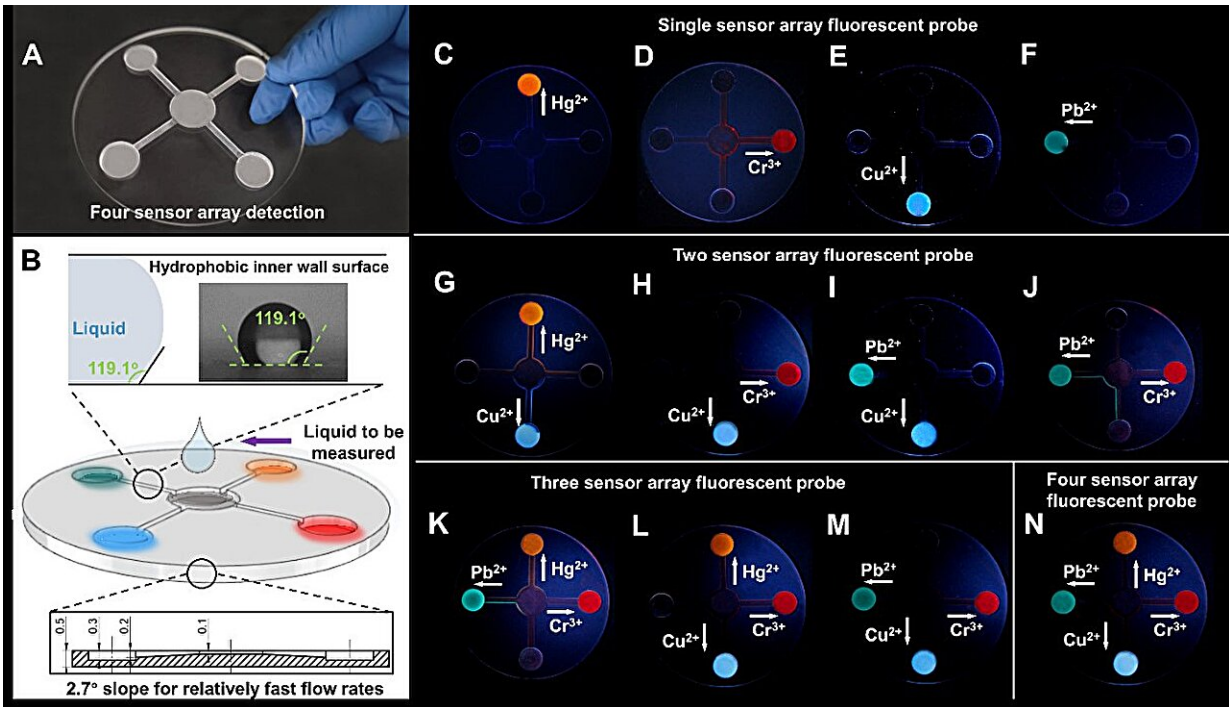 A
Four sensor array detection
B
Hydrophobic inner wall surface
Liquid
119.1°
119.1°
Liquid to be
measured
0.5
0.3
0.2
0.1
2.7° slope for relatively fast flow rates
Single sensor array fluorescent probe
C
Hg²⁺
D
Cr³⁺
E
Cu²⁺
F
Pb²⁺
Two sensor array fluorescent probe
G
Hg²⁺
Cu²⁺
H
Cr³⁺
Cu²⁺
I
Pb²⁺
Cu²⁺
J
Pb²⁺
Cr³⁺
Three sensor array fluorescent probe
K
Pb²⁺
Hg²⁺
Cr³⁺
L
Hg²⁺
Cu²⁺
Cr³⁺
M
Pb²⁺
Cu²⁺
Cr³⁺
Four sensor array
fluorescent probe
N
Pb²⁺
Hg²⁺
Cu²⁺
Cr³⁺